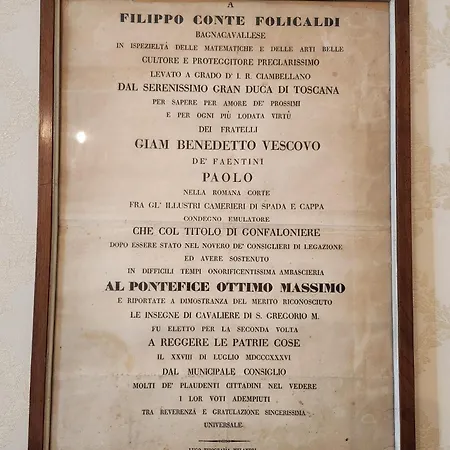 A
FILIPPO CONTE FOLICALDI
BAGNACAVALLESE
IN ISPEZIELTÀ DELLE MATEMATICHE E DELLE ARTI BELLE
CULTORE E PROTEGGITORE PRECLARISSIMO
LEVATO A GRADO D' I. R. CIAMBELLANO
DAL SERENISSIMO GRAN DUCA DI TOSCANA
PER SAPERE PER AMORE DE' PROSSIMI
E PER OGNI PIÙ LODATA VIRTÙ
DEI FRATELLI
GIAM BENEDETTO VESCOVO
DE' FAENTINI
PAOLO
NELLA ROMANA CORTE
FRA GL' ILLUSTRI CAMERIERI DI SPADA E CAPPA
CONDEGNO EMULATORE
CHE COL TITOLO DI GONFALONIERE
DOPO ESSERE STATO NEL NOVERO DE' CONSIGLIERI DI LEGAZIONE
ED AVERE SOSTENUTO
IN DIFFICILI TEMPI ONORIFICENTISSIMA AMBASCIERIA
AL PONTEFICE OTTIMO MASSIMO
E RIPORTATE A DIMOSTRANZA DEL MERITO RICONOSCIUTO
LE INSEGNE DI CAVALIERE DI S. GREGORIO M.
FU ELETTO PER LA SECONDA VOLTA
A REGGERE LE PATRIE COSE
IL XXVIII DI LUGLIO MDCCCXXXVI
DAL MUNICIPALE CONSIGLIO
MOLTI DE' PLAUDENTI CITTADINI NEL VEDERE
I LOR VOTI ADEMPIUTI
TRA REVERENZA E GRATULAZIONE SINCERISSIMA
UNIVERSALE
LUGO TIPOGRAFIA MELANDRI